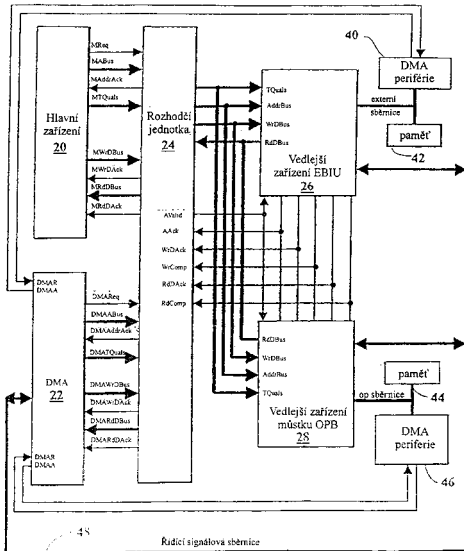 40
DMA
periférie
MReq
MABus
MAddrAck
MTQuals
Hlavní
zařízení
20
MWrDBus
MWrDAck
MRdDBus
MRdDAck
Rozhodčí
jednotka
24
TQuals
AddrBus
WrDBus
RdDBus
Vedlejší
zařízení EBIU
26
externí
sběrnice
paměť
42
AValid
AAck
WrDAck
WrComp
RdDAck
RdComp
DMAR
DMAA
DMAReq
DMAABus
DMAAddrAck
DMATQuals
DMA
22
DMAWrDBus
DMAWrDAck
DMARdDBus
DMARdDAck
DMAR
DMAA
RdDBus
WrDBus
AddrBus
TQuals
Vedlejší zařízení
můstku OPB
28
op sběrnice
paměť
44
DMA
periferie
46
48
Řídící signálová sběrnice